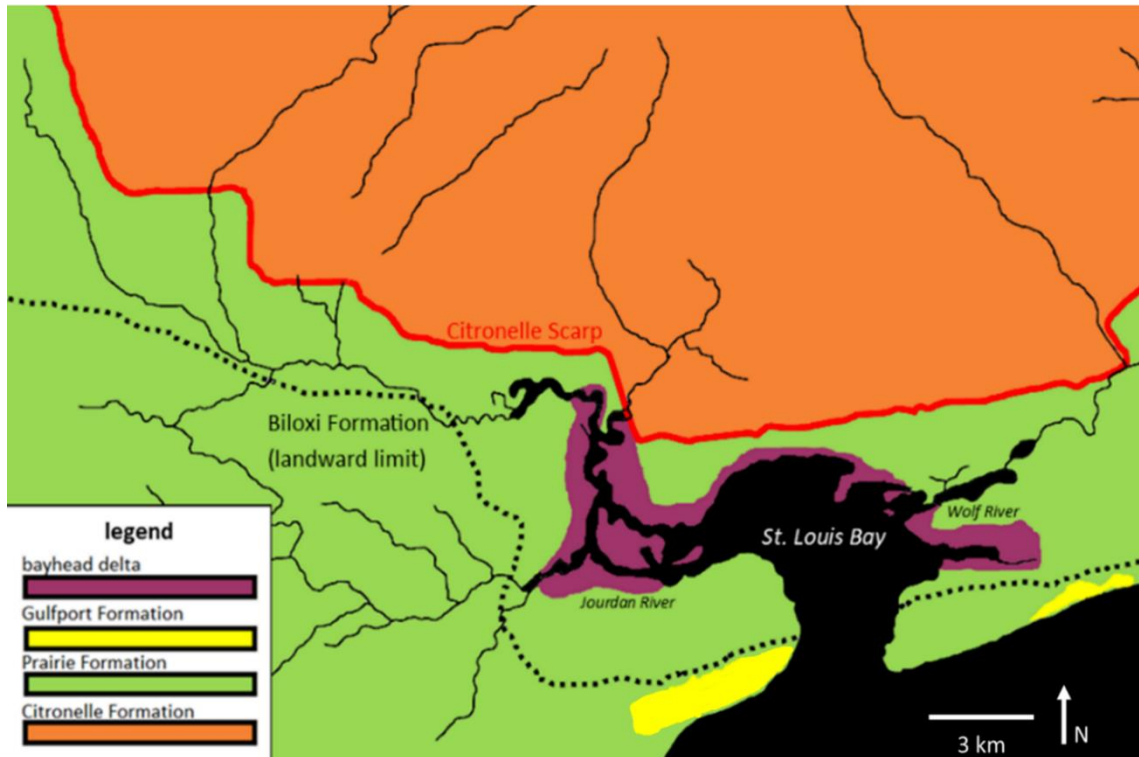 Citronelle Scarp
Biloxi Formation
(landward limit)
Wolf River
St. Louis Bay
Jourdan River
legend
bayhead delta
Gulfport Formation
Prairie Formation
Citronelle Formation
3 km
N